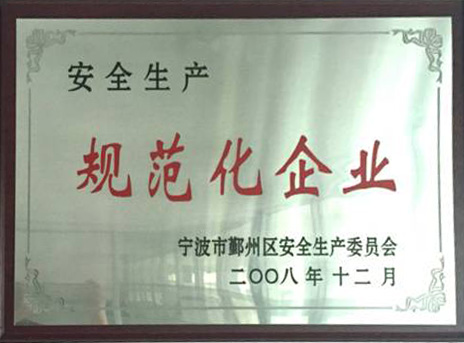 安全生产
规范化企业
宁波市鄞州区安全生产委员会
二〇〇八年十二月